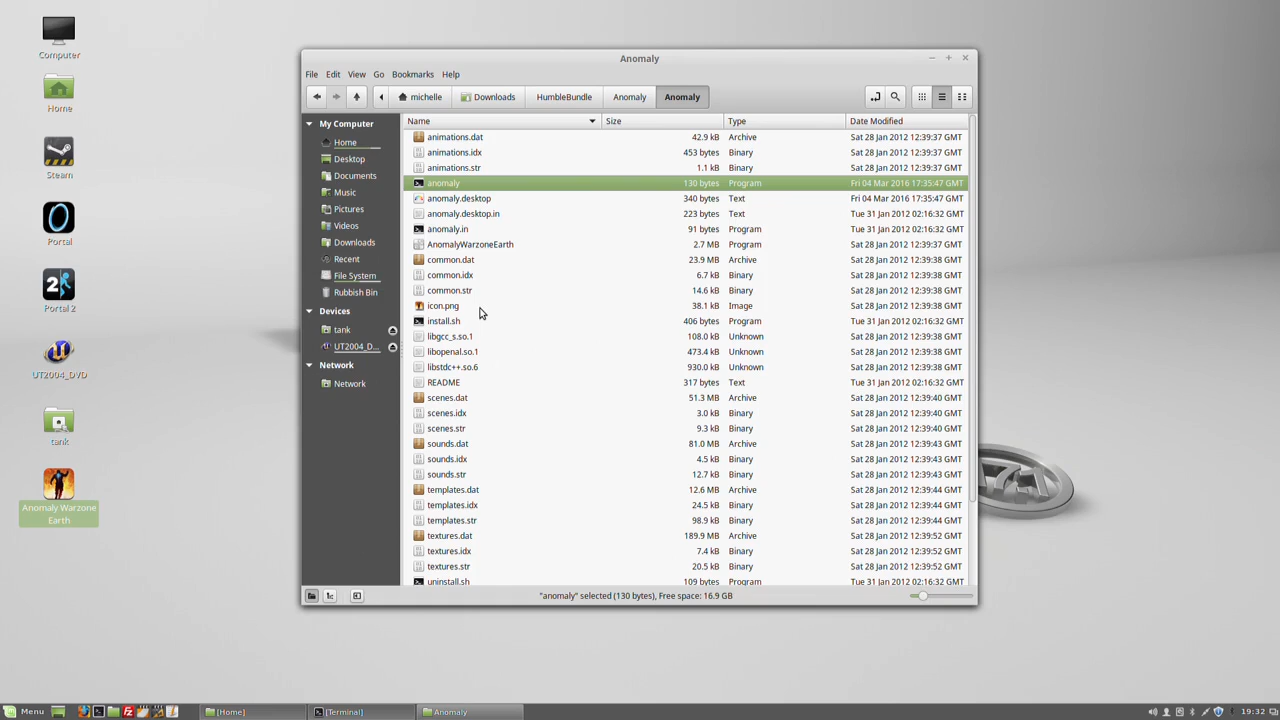 Computer
Home
Steam
Portal
Portal 2
UT2004_DVD
tank
Anomaly Warzone
Earth
Anomaly
File Edit View Go Bookmarks Help
michelle Downloads HumbleBundle Anomaly Anomaly
My Computer
Home
Desktop
Documents
Music
Pictures
Videos
Downloads
Recent
File System
Rubbish Bin
Devices
tank
UT2004_D...
Network
Network
Name Size Type Date Modified
animations.dat 42.9 kB Archive Sat 28 Jan 2012 12:39:37 GMT
animations.idx 453 bytes Binary Sat 28 Jan 2012 12:39:37 GMT
animations.str 1.1 kB Binary Sat 28 Jan 2012 12:39:37 GMT
anomaly 130 bytes Program Fri 04 Mar 2016 17:35:47 GMT
anomaly.desktop 340 bytes Text Fri 04 Mar 2016 17:35:47 GMT
anomaly.desktop.in 223 bytes Text Tue 31 Jan 2012 02:16:32 GMT
anomaly.in 91 bytes Program Tue 31 Jan 2012 02:16:32 GMT
AnomalyWarzoneEarth 2.7 MB Program Sat 28 Jan 2012 12:39:37 GMT
common.dat 23.9 MB Archive Sat 28 Jan 2012 12:39:38 GMT
common.idx 6.7 kB Binary Sat 28 Jan 2012 12:39:38 GMT
common.str 14.6 kB Binary Sat 28 Jan 2012 12:39:38 GMT
icon.png 38.1 kB Image Sat 28 Jan 2012 12:39:38 GMT
install.sh 406 bytes Program Tue 31 Jan 2012 02:16:32 GMT
libgcc_s.so.1 108.0 kB Unknown Sat 28 Jan 2012 12:39:38 GMT
libopenal.so.1 473.4 kB Unknown Sat 28 Jan 2012 12:39:38 GMT
libstdc++.so.6 930.0 kB Unknown Sat 28 Jan 2012 12:39:38 GMT
README 317 bytes Text Tue 31 Jan 2012 02:16:32 GMT
scenes.dat 51.3 MB Archive Sat 28 Jan 2012 12:39:40 GMT
scenes.idx 3.0 kB Binary Sat 28 Jan 2012 12:39:40 GMT
scenes.str 9.3 kB Binary Sat 28 Jan 2012 12:39:40 GMT
sounds.dat 81.0 MB Archive Sat 28 Jan 2012 12:39:43 GMT
sounds.idx 4.5 kB Binary Sat 28 Jan 2012 12:39:43 GMT
sounds.str 12.7 kB Binary Sat 28 Jan 2012 12:39:43 GMT
templates.dat 12.6 MB Archive Sat 28 Jan 2012 12:39:44 GMT
templates.idx 24.5 kB Binary Sat 28 Jan 2012 12:39:44 GMT
templates.str 98.9 kB Binary Sat 28 Jan 2012 12:39:44 GMT
textures.dat 189.9 MB Archive Sat 28 Jan 2012 12:39:52 GMT
textures.idx 7.4 kB Binary Sat 28 Jan 2012 12:39:52 GMT
textures.str 20.5 kB Binary Sat 28 Jan 2012 12:39:52 GMT
uninstall.sh 109 bytes Program Tue 31 Jan 2012 02:16:32 GMT
"anomaly" selected (130 bytes), Free space: 16.9 GB
17.1
Menu [Home] [Terminal] Anomaly 19:32